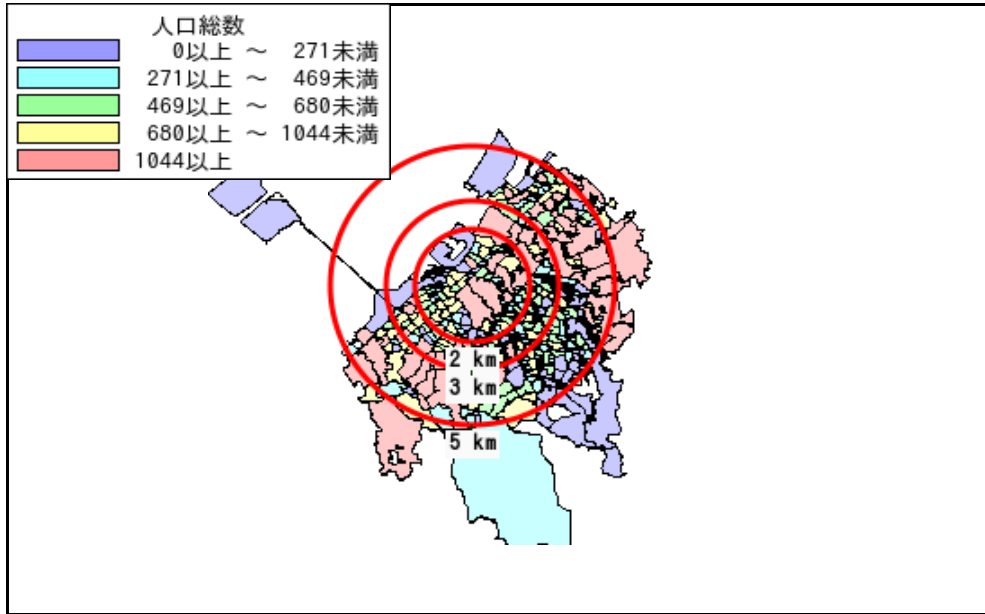 人口総数
0以上 ～ 271未満
271以上 ～ 469未満
469以上 ～ 680未満
680以上 ～ 1044未満
1044以上
2 km
3 km
5 km